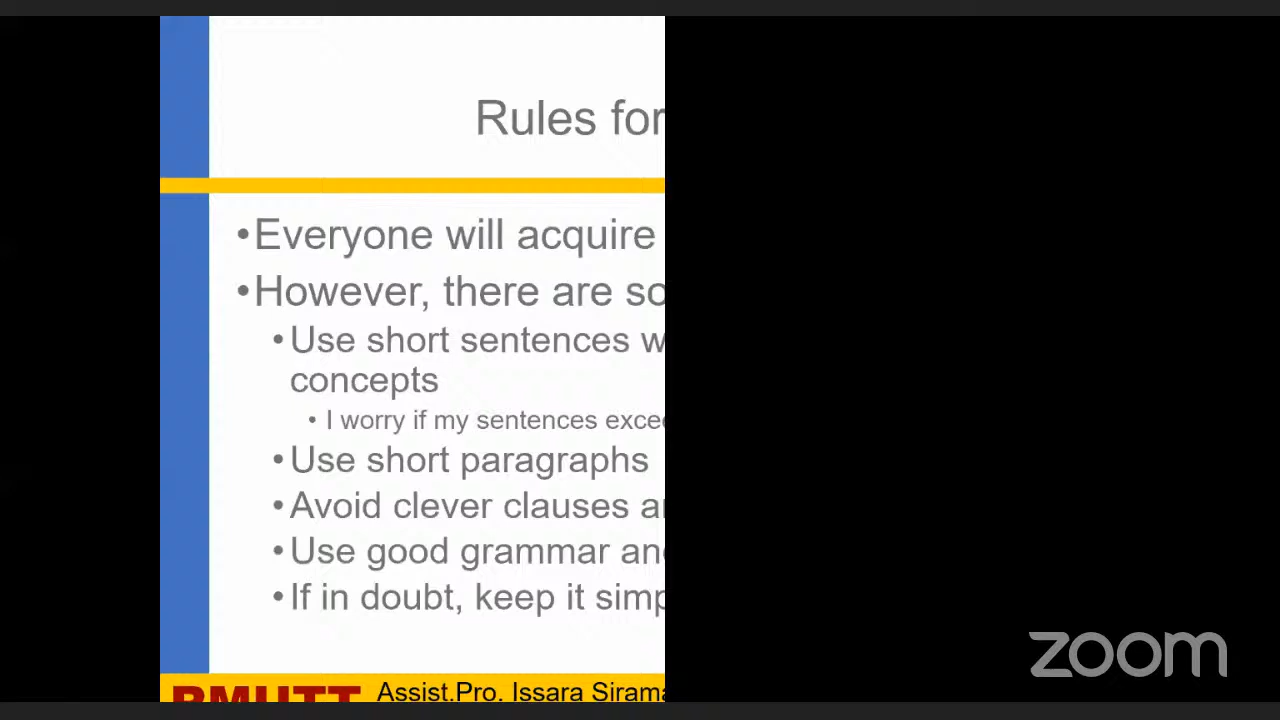 Rules for
•Everyone will acquire
•However, there are so
•Use short sentences w
concepts
• I worry if my sentences excee
•Use short paragraphs
•Avoid clever clauses a
•Use good grammar and
•If in doubt, keep it simp
RMUTT Assist.Pro. Issara Sirama
zoom